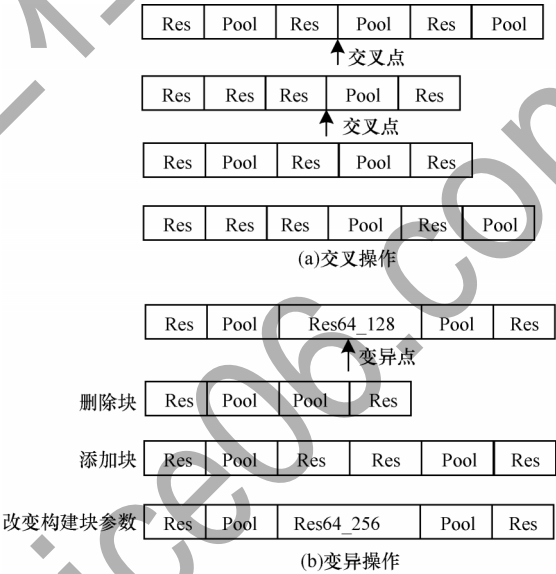 Res Pool Res Pool Res Pool
交叉点
Res Res Res Pool Res
交叉点
Res Pool Res Pool Res
Res Res Res Pool Res Pool
(a)交叉操作
Res Pool Res64_128 Pool Res
变异点
删除块 Res Pool Pool Res
添加块 Res Pool Res Res Pool Res
改变构建块参数 Res Pool Res64_256 Pool Res
(b)变异操作